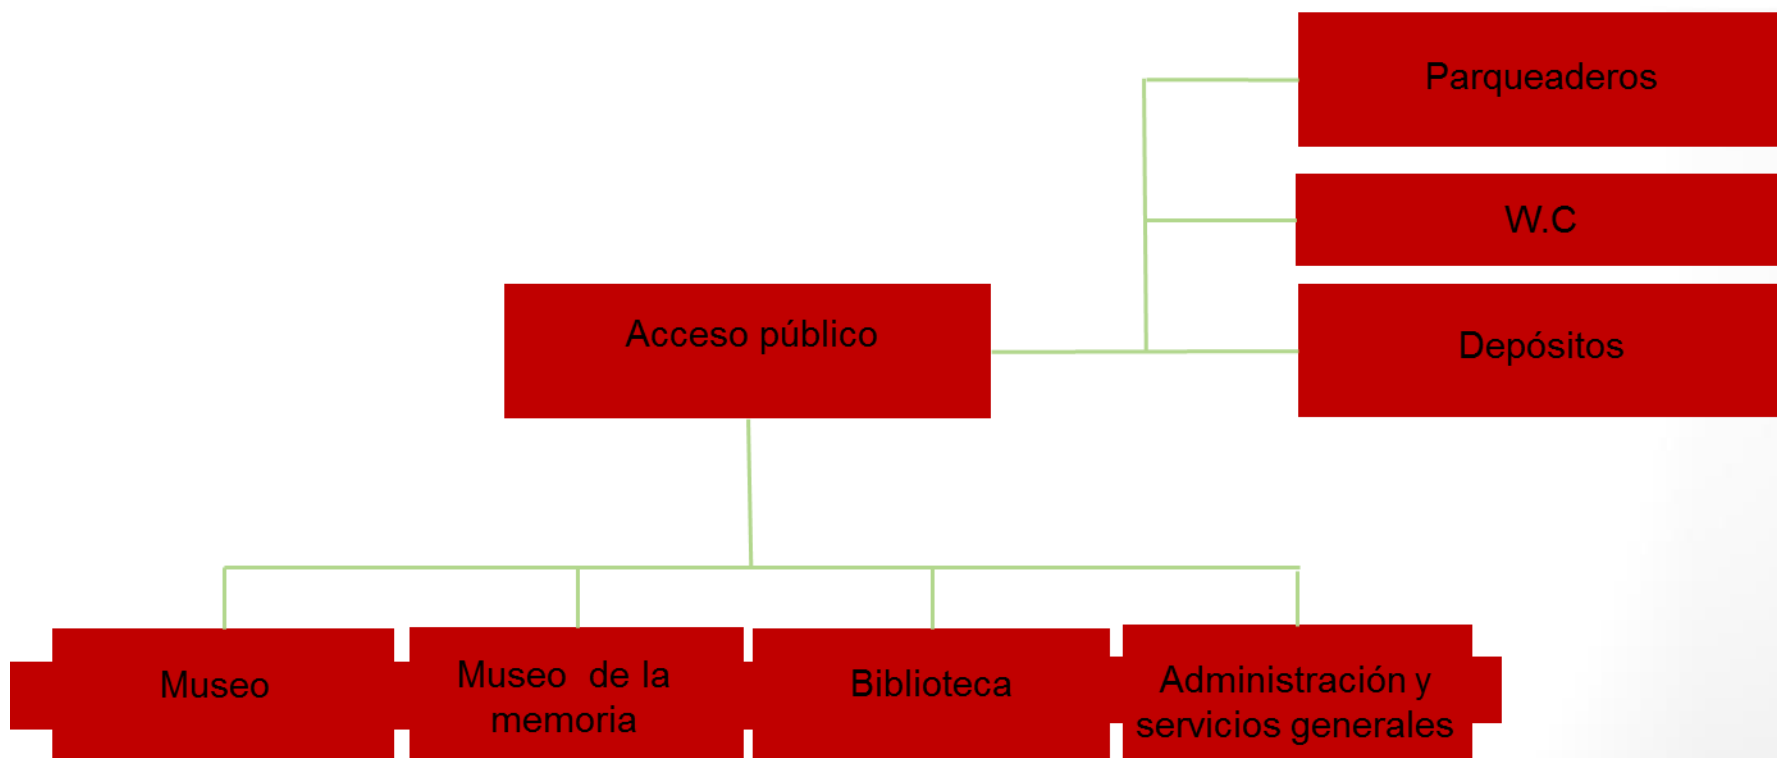 Parqueaderos
W.C
Acceso público
Depósitos
Museo
Museo de la
memoria
Biblioteca
Administración y
servicios generales